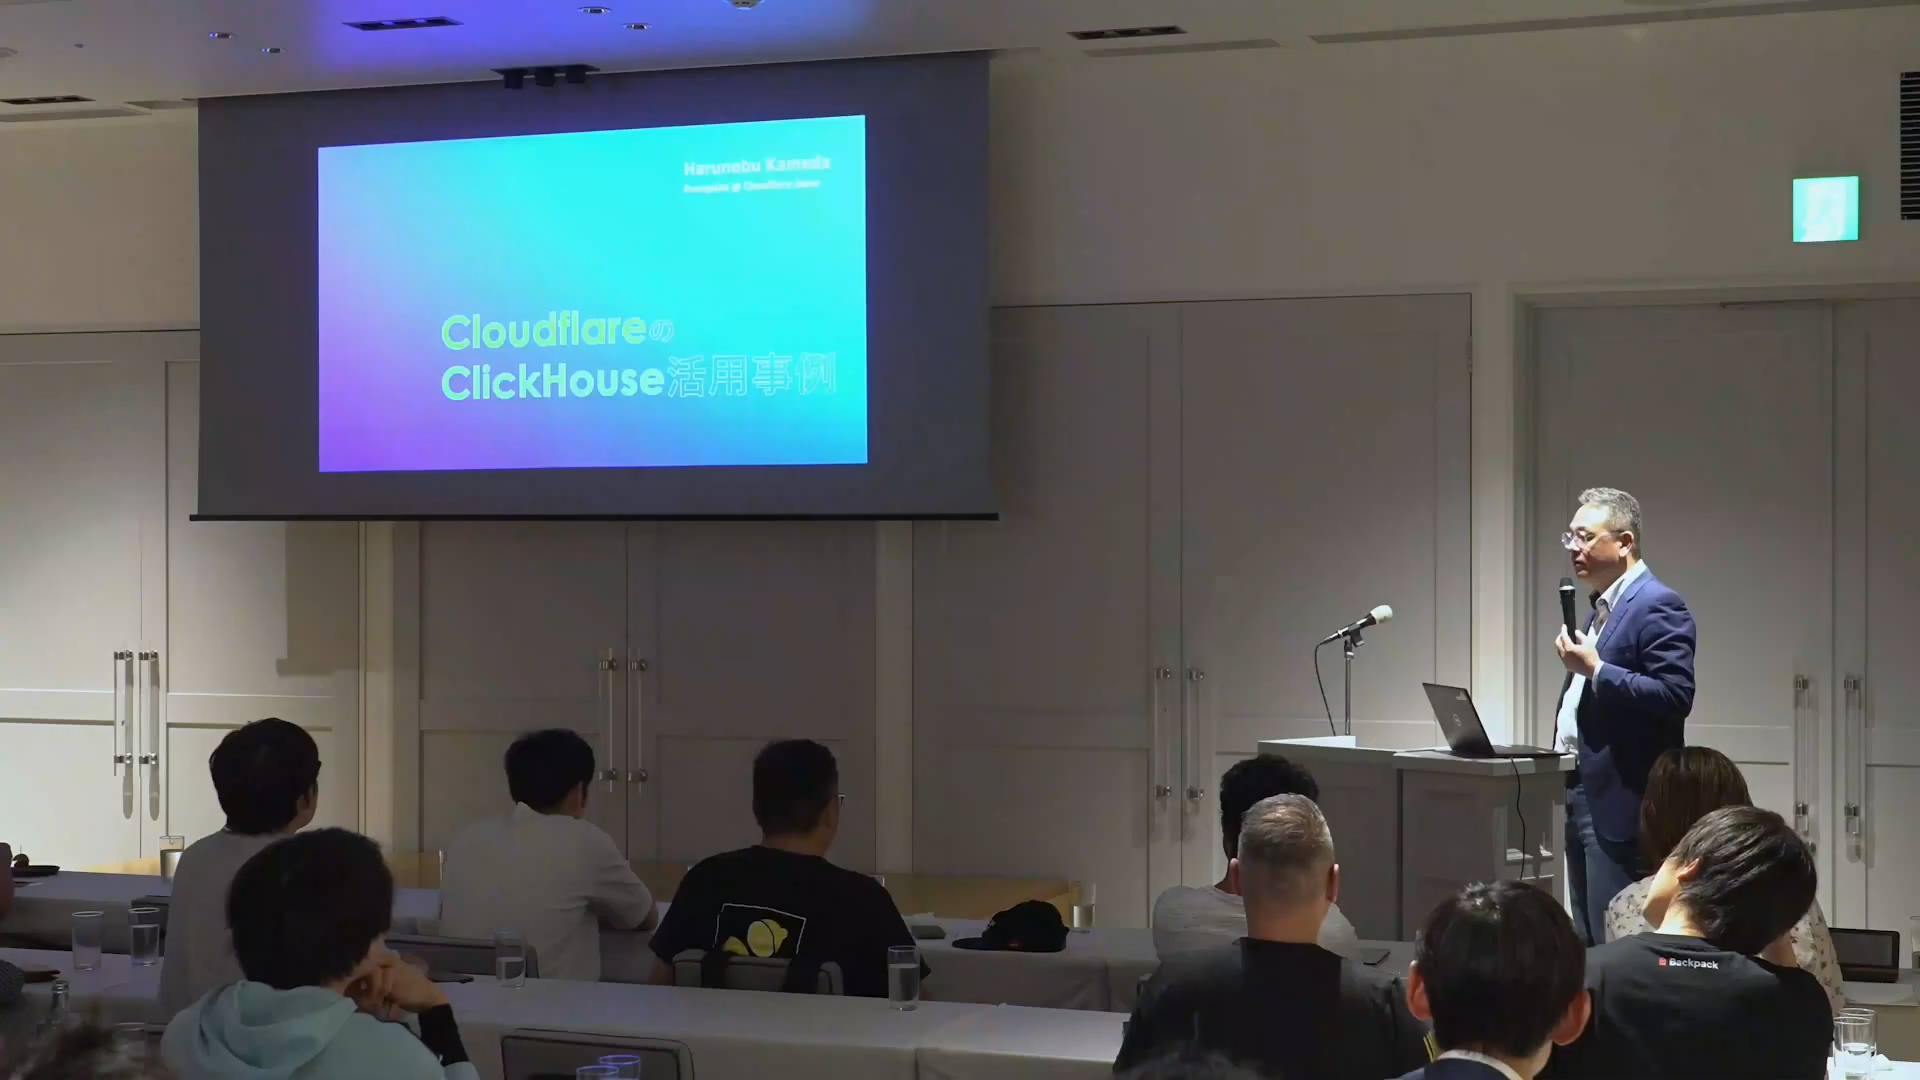 Harunobu Kameda
Cloudflareの
ClickHouse活用事例
Backpack